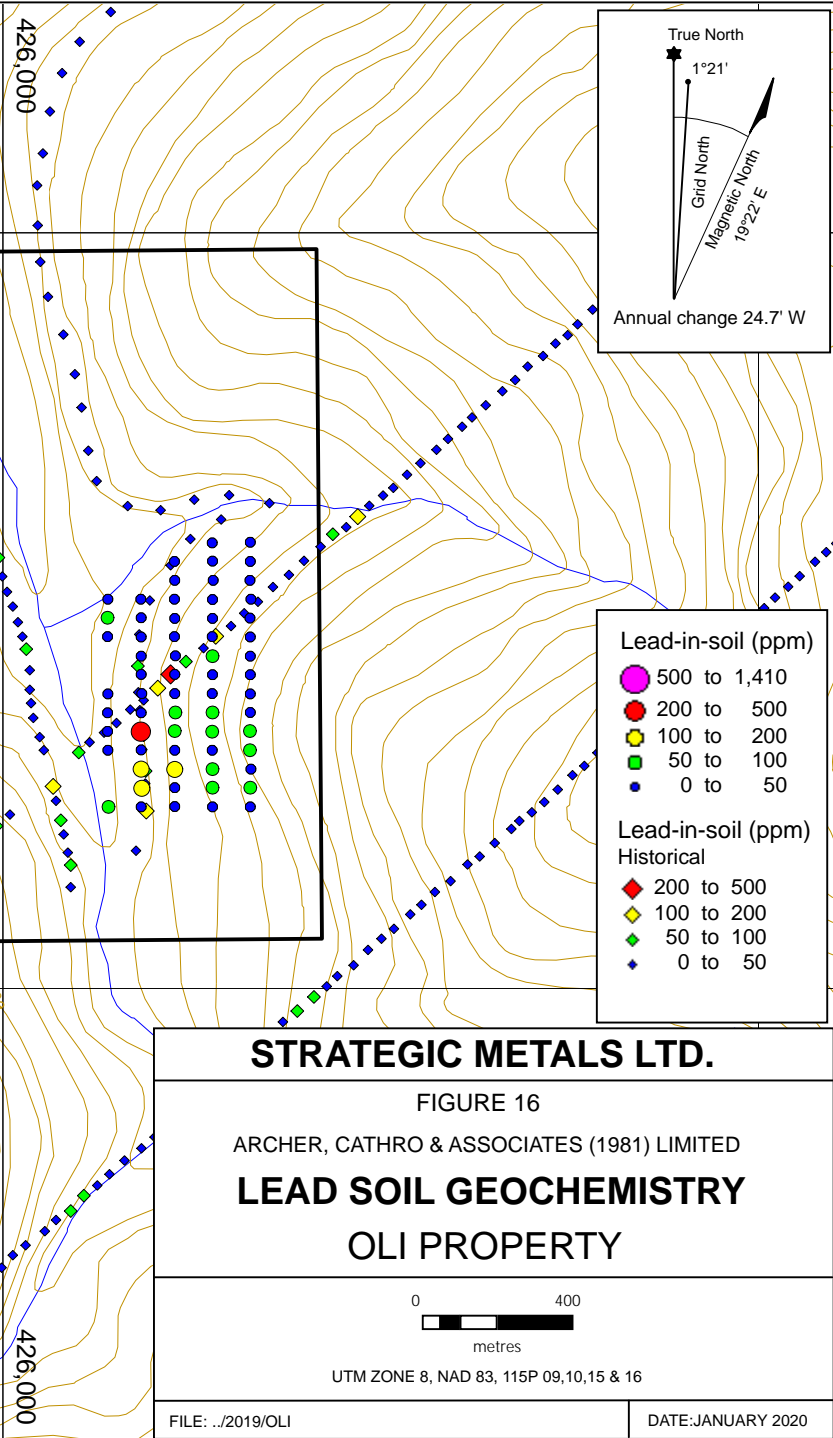 426,000
True North
1°21'
Grid North
Magnetic North
19°22' E
Annual change 24.7' W
Lead-in-soil (ppm)
500 to 1,410
200 to 500
100 to 200
50 to 100
0 to 50
Lead-in-soil (ppm)
Historical
200 to 500
100 to 200
50 to 100
0 to 50
STRATEGIC METALS LTD.
FIGURE 16
ARCHER, CATHRO & ASSOCIATES (1981) LIMITED
LEAD SOIL GEOCHEMISTRY
OLI PROPERTY
0 400
metres
UTM ZONE 8, NAD 83, 115P 09,10,15 & 16
FILE: ../2019/OLI
DATE:JANUARY 2020
426,000